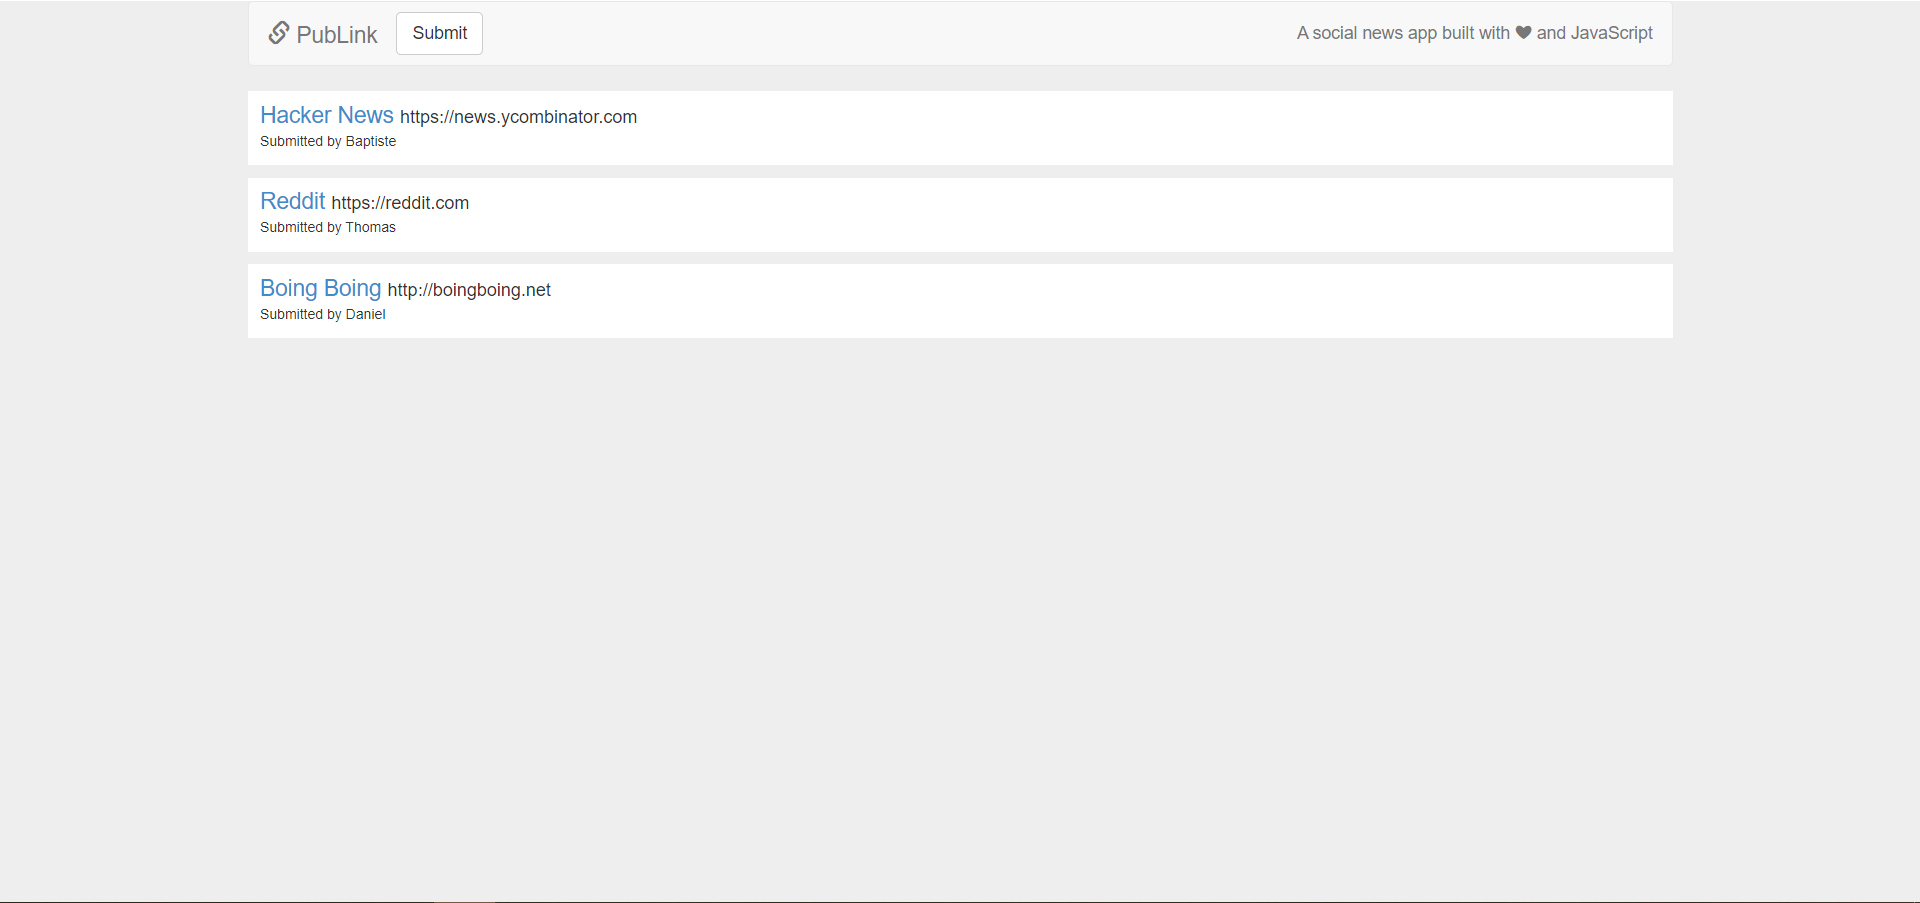 PubLink Submit A social news app built with ♥ and JavaScript
Hacker News https://news.ycombinator.com
Submitted by Baptiste
Reddit https://reddit.com
Submitted by Thomas
Boing Boing http://boingboing.net
Submitted by Daniel